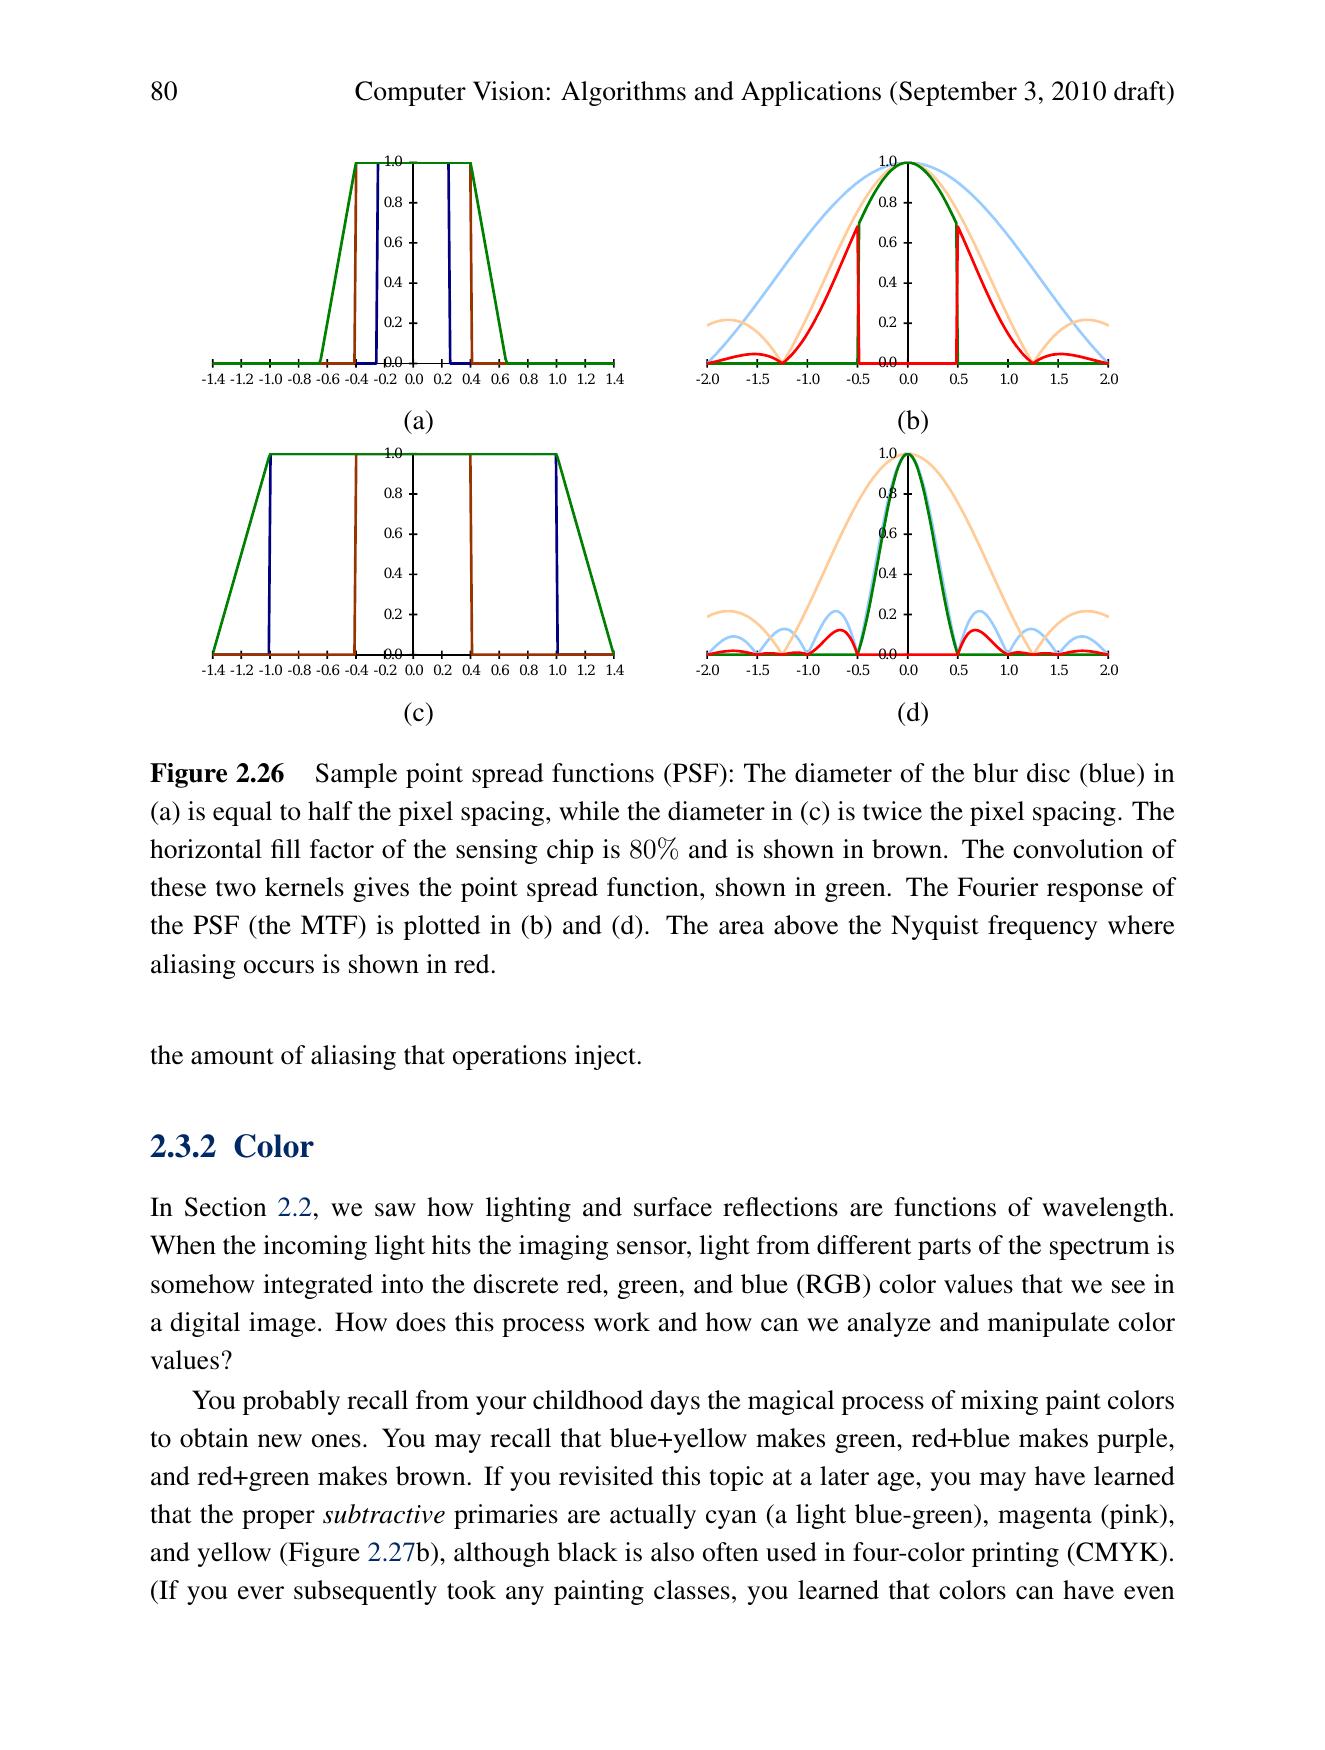 80 Computer Vision: Algorithms and Applications (September 3, 2010 draft)
1.0
0.8
0.6
0.4
0.2
0.0
-1.4 -1.2 -1.0 -0.8 -0.6 -0.4 -0.2 0.0 0.2 0.4 0.6 0.8 1.0 1.2 1.4
(a)
1.0
0.8
0.6
0.4
0.2
0.0
-2.0 -1.5 -1.0 -0.5 0.0 0.5 1.0 1.5 2.0
(b)
1.0
0.8
0.6
0.4
0.2
0.0
-1.4 -1.2 -1.0 -0.8 -0.6 -0.4 -0.2 0.0 0.2 0.4 0.6 0.8 1.0 1.2 1.4
(c)
1.0
0.8
0.6
0.4
0.2
0.0
-2.0 -1.5 -1.0 -0.5 0.0 0.5 1.0 1.5 2.0
(d)
Figure 2.26 Sample point spread functions (PSF): The diameter of the blur disc (blue) in
(a) is equal to half the pixel spacing, while the diameter in (c) is twice the pixel spacing. The
horizontal fill factor of the sensing chip is 80% and is shown in brown. The convolution of
these two kernels gives the point spread function, shown in green. The Fourier response of
the PSF (the MTF) is plotted in (b) and (d). The area above the Nyquist frequency where
aliasing occurs is shown in red.
the amount of aliasing that operations inject.
2.3.2 Color
In Section 2.2, we saw how lighting and surface reflections are functions of wavelength.
When the incoming light hits the imaging sensor, light from different parts of the spectrum is
somehow integrated into the discrete red, green, and blue (RGB) color values that we see in
a digital image. How does this process work and how can we analyze and manipulate color
values?
You probably recall from your childhood days the magical process of mixing paint colors
to obtain new ones. You may recall that blue+yellow makes green, red+blue makes purple,
and red+green makes brown. If you revisited this topic at a later age, you may have learned
that the proper subtractive primaries are actually cyan (a light blue-green), magenta (pink),
and yellow (Figure 2.27b), although black is also often used in four-color printing (CMYK).
(If you ever subsequently took any painting classes, you learned that colors can have even